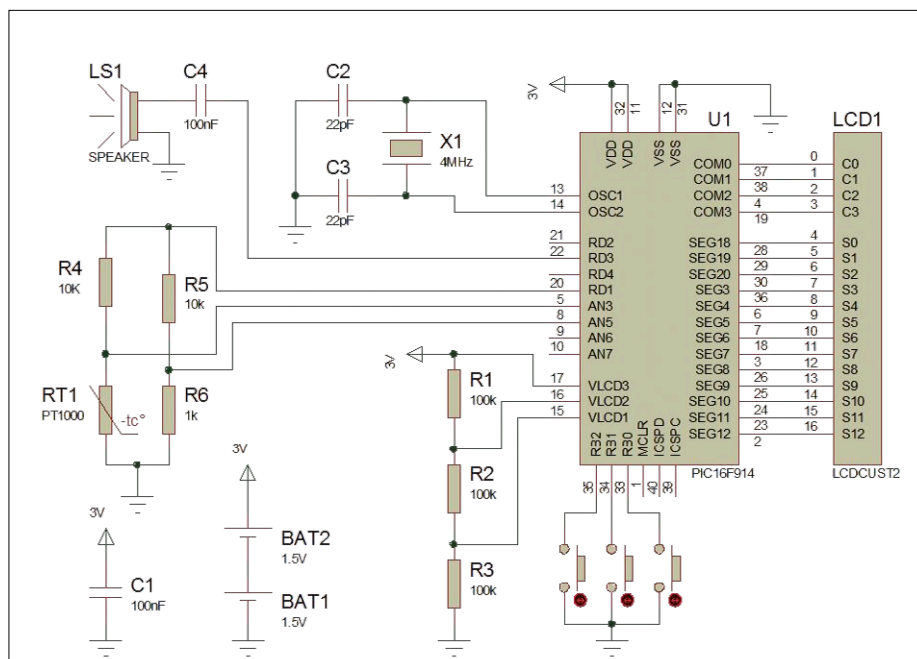 LS1
SPEAKER
C4
100nF
C2
22pF
C3
22pF
X1
4MHz
3V
32
11
12
31
U1
LCD1
VDD
VDD
VSS
VSS
13
OSC1
14
OSC2
21
RD2
22
RD3
RD4
20
RD1
5
AN3
8
AN5
9
AN6
10
AN7
17
VLCD3
16
VLCD2
15
VLCD1
COM0
COM1
COM2
COM3
SEG18
SEG19
SEG20
SEG3
SEG4
SEG5
SEG6
SEG7
SEG8
SEG9
SEG10
SEG11
SEG12
37
38
4
19
28
29
30
36
6
7
18
3
26
25
24
23
2
0
1
2
3
4
5
6
7
8
9
10
11
12
13
14
15
16
C0
C1
C2
C3
S0
S1
S2
S3
S4
S5
S6
S7
S8
S9
S10
S11
S12
RB2
RB1
RB0
MCLR
ICSPD
ICSPC
35
34
33
1
40
39
PIC16F914
LCDCUST2
R4
10K
R5
10k
RT1
PT1000
-tc°
R6
1k
3V
R1
100k
R2
100k
R3
100k
3V
C1
100nF
3V
BAT2
1.5V
BAT1
1.5V